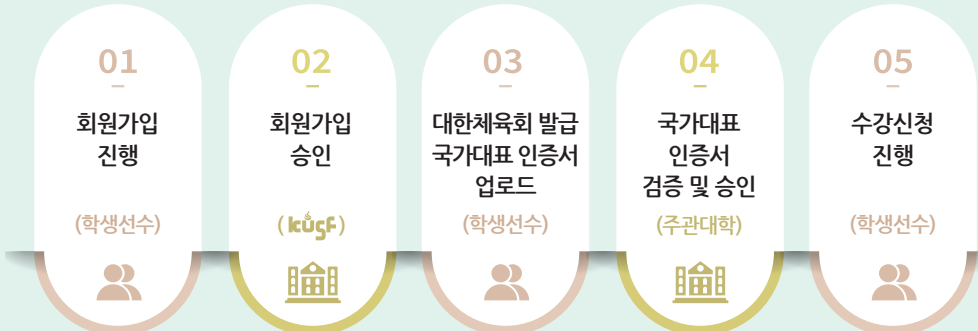 01
회원가입
진행
(학생선수)
02
회원가입
승인
(kusf)
03
대한체육회 발급
국가대표 인증서
업로드
(학생선수)
04
국가대표
인증서
검증 및 승인
(주관대학)
05
수강신청
진행
(학생선수)